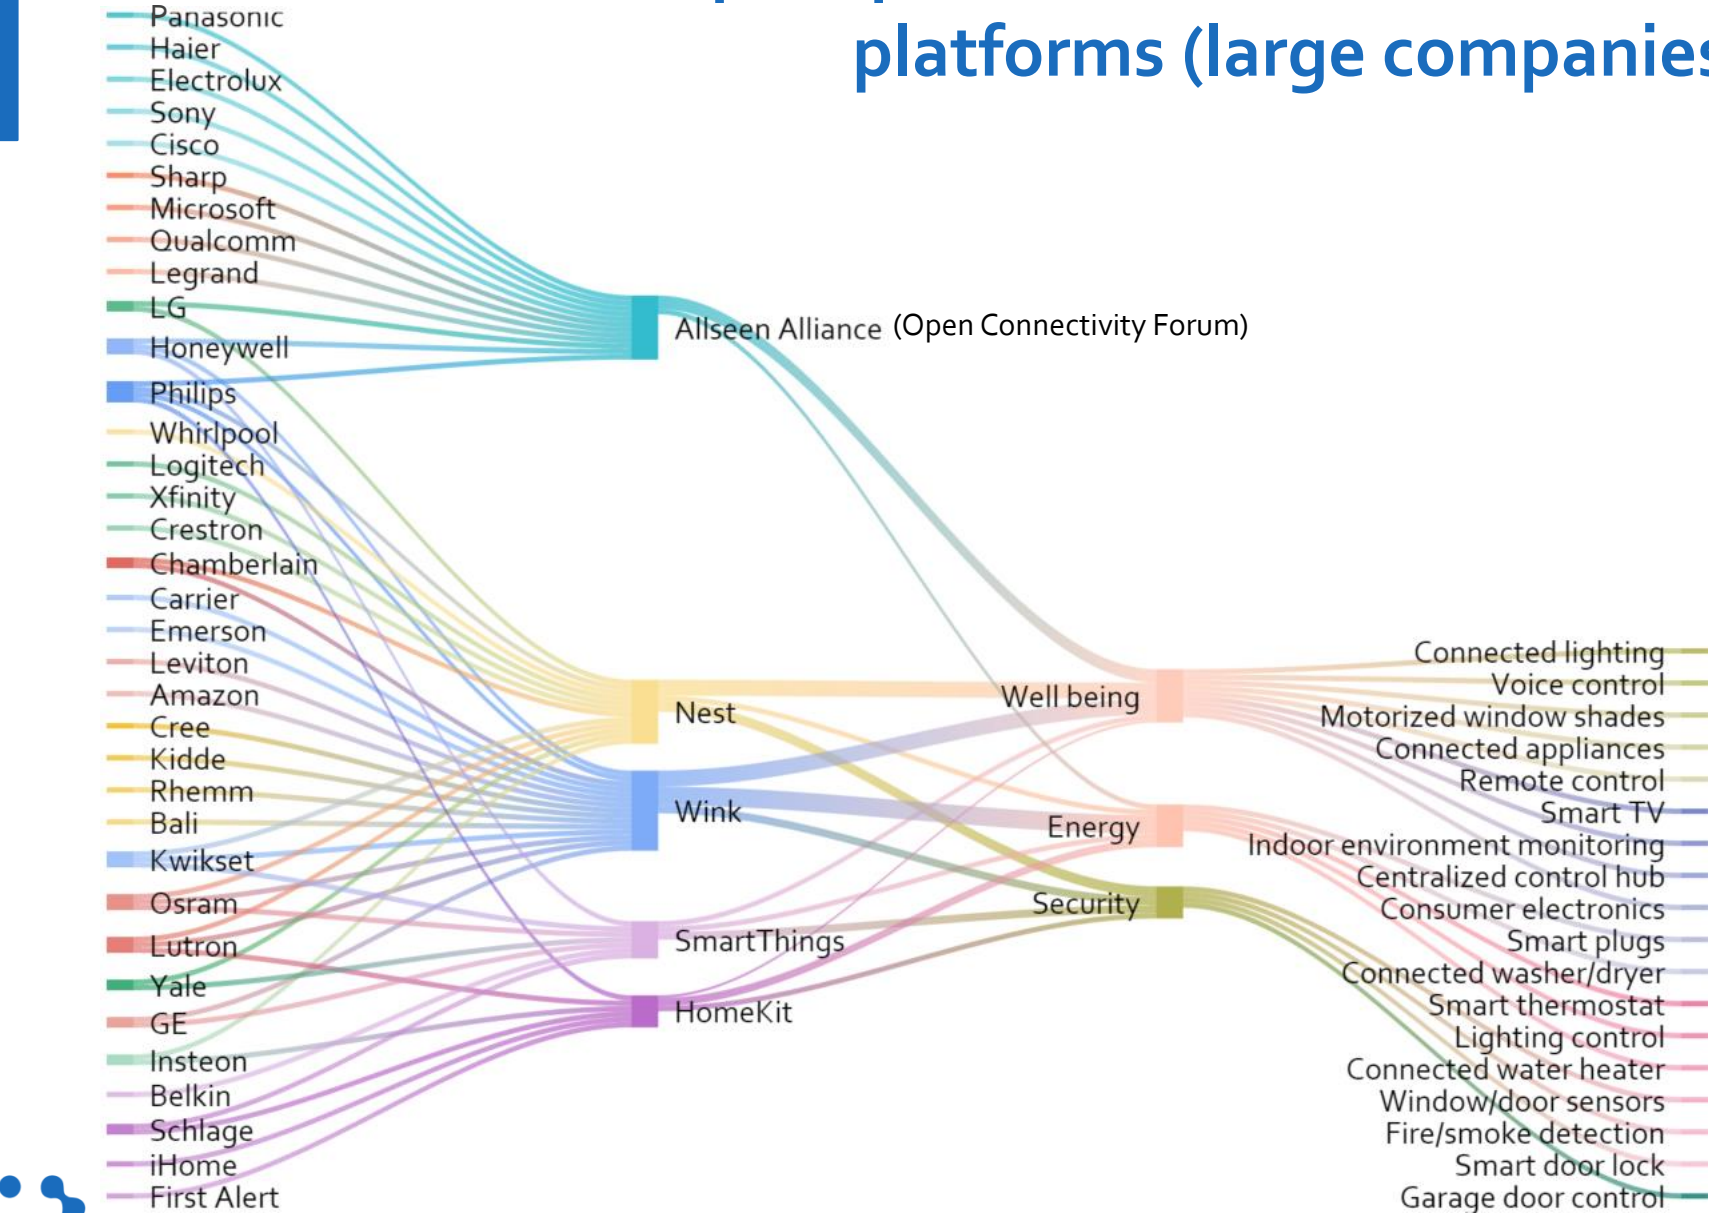 platforms (large companies
Panasonic
Haier
Electrolux
Sony
Cisco
Sharp
Microsoft
Qualcomm
Legrand
LG
Honeywell
Philips
Whirlpool
Logitech
Xfinity
Crestron
Chamberlain
Carrier
Emerson
Leviton
Amazon
Cree
Kidde
Rhemm
Bali
Kwikset
Osram
Lutron
Yale
GE
Insteon
Belkin
Schlage
iHome
First Alert
Allseen Alliance (Open Connectivity Forum)
Nest
Wink
SmartThings
HomeKit
Well being
Energy
Security
Connected lighting
Voice control
Motorized window shades
Connected appliances
Remote control
Smart TV
Indoor environment monitoring
Centralized control hub
Consumer electronics
Smart plugs
Connected washer/dryer
Smart thermostat
Lighting control
Connected water heater
Window/door sensors
Fire/smoke detection
Smart door lock
Garage door control